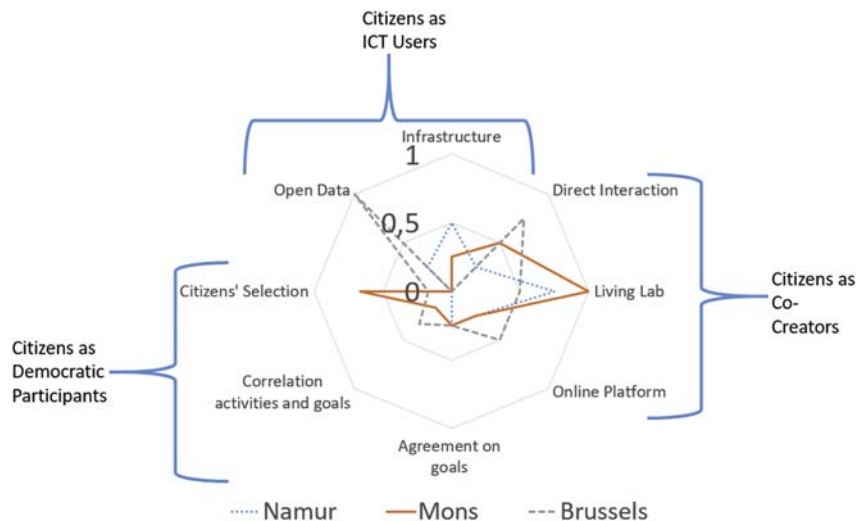 Citizens as
ICT Users
Infrastructure
1
Open Data
Direct Interaction
0,5
Citizens' Selection
0
Living Lab
Citizens as
Co-
Creators
Citizens as
Democratic
Participants
Correlation
activities and goals
Online Platform
Agreement on
goals
Namur
Mons
Brussels